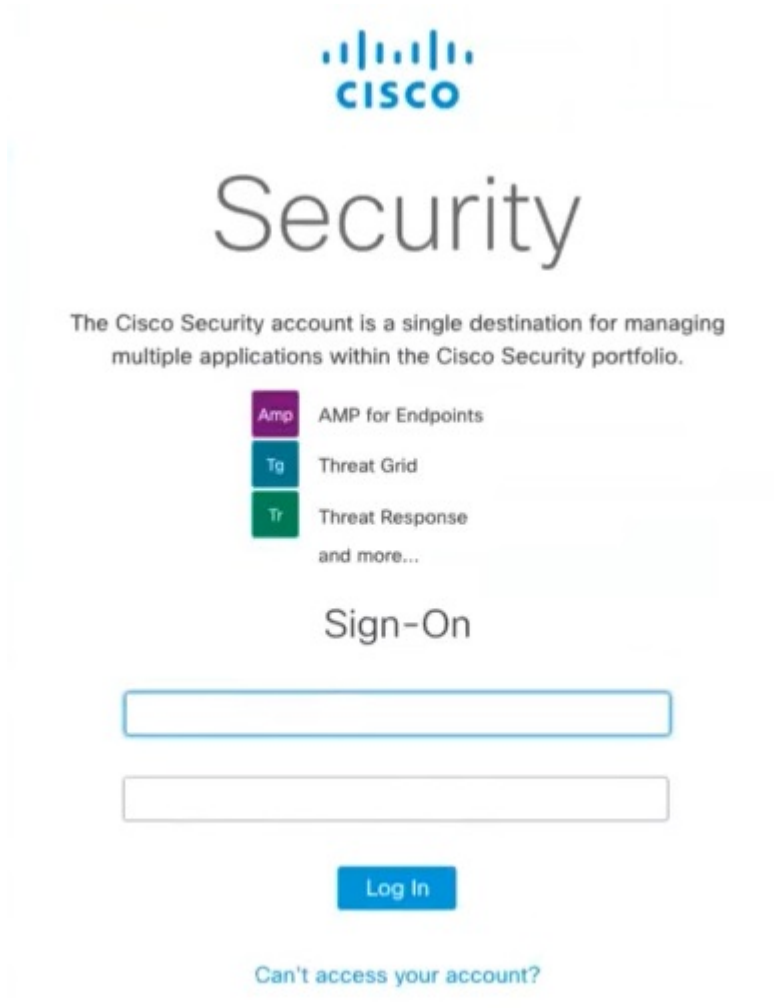 CISCO
Security
The Cisco Security account is a single destination for managing
multiple applications within the Cisco Security portfolio.
Amp AMP for Endpoints
Tg Threat Grid
Tr Threat Response
and more...
Sign-On
Log In
Can't access your account?